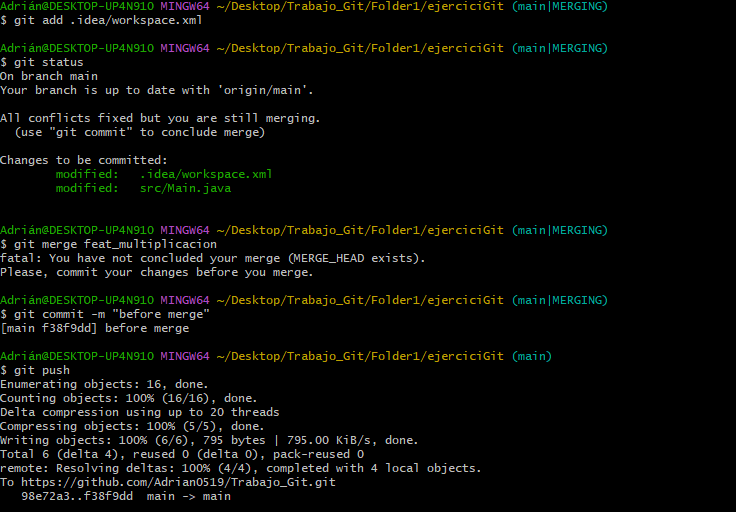 Adrián@DESKTOP-UP4N91O MINGW64 ~/Desktop/Trabajo_Git/Folder1/ejerciciGit (main|MERGING)
$ git add .idea/workspace.xml
Adrián@DESKTOP-UP4N91O MINGW64 ~/Desktop/Trabajo_Git/Folder1/ejerciciGit (main|MERGING)
$ git status
On branch main
Your branch is up to date with 'origin/main'.
All conflicts fixed but you are still merging.
  (use "git commit" to conclude merge)
Changes to be committed:
        modified:   .idea/workspace.xml
        modified:   src/Main.java
Adrián@DESKTOP-UP4N91O MINGW64 ~/Desktop/Trabajo_Git/Folder1/ejerciciGit (main|MERGING)
$ git merge feat_multiplicacion
fatal: You have not concluded your merge (MERGE_HEAD exists).
Please, commit your changes before you merge.
Adrián@DESKTOP-UP4N91O MINGW64 ~/Desktop/Trabajo_Git/Folder1/ejerciciGit (main|MERGING)
$ git commit -m "before merge"
[main f38f9dd] before merge
Adrián@DESKTOP-UP4N91O MINGW64 ~/Desktop/Trabajo_Git/Folder1/ejerciciGit (main)
$ git push
Enumerating objects: 16, done.
Counting objects: 100% (16/16), done.
Delta compression using up to 20 threads
Compressing objects: 100% (5/5), done.
Writing objects: 100% (6/6), 795 bytes | 795.00 KiB/s, done.
Total 6 (delta 4), reused 0 (delta 0), pack-reused 0
remote: Resolving deltas: 100% (4/4), completed with 4 local objects.
To https://github.com/Adrian0519/Trabajo_Git.git
   98e72a3..f38f9dd  main -> main